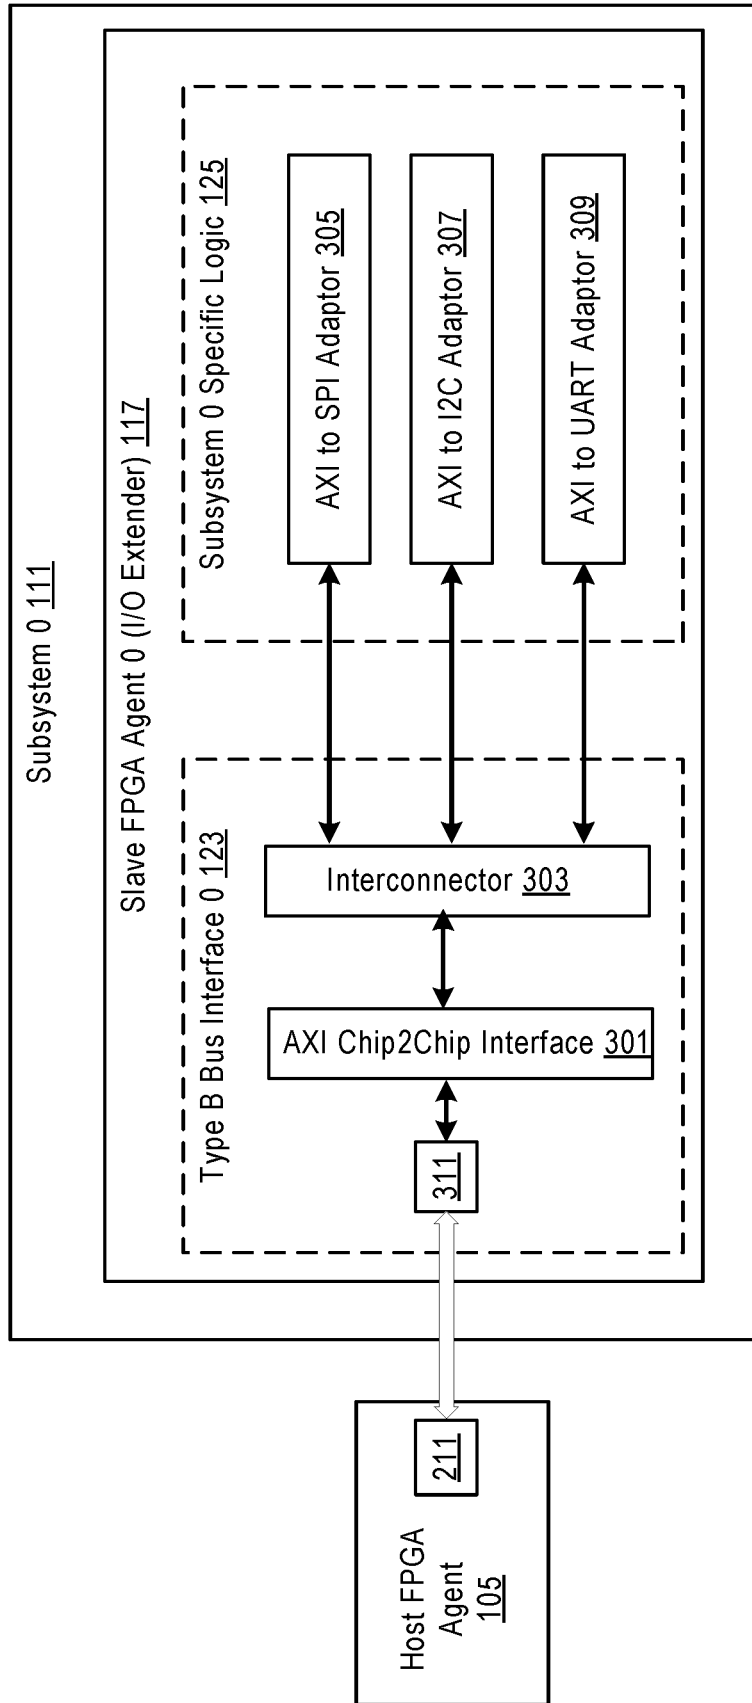 Subsystem 0 111
Slave FPGA Agent 0 (I/O Extender) 117
Type B Bus Interface 0 123
Subsystem 0 Specific Logic 125
Host FPGA
Agent
105
211
311
AXI Chip2Chip Interface 301
Interconnector 303
AXI to SPI Adaptor 305
AXI to I2C Adaptor 307
AXI to UART Adaptor 309